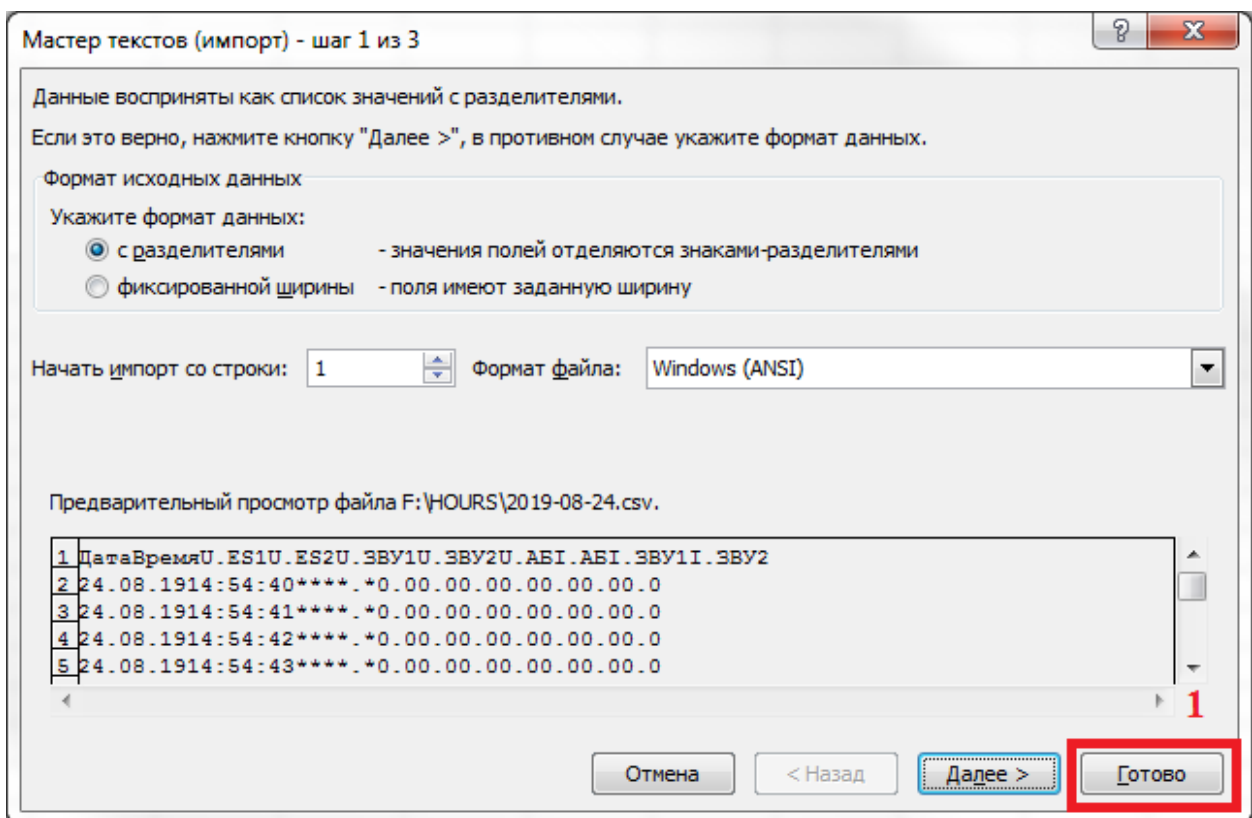 Мастер текстов (импорт) - шаг 1 из 3
Данные восприняты как список значений с разделителями.
Если это верно, нажмите кнопку "Далее >", в противном случае укажите формат данных.
Формат исходных данных
Укажите формат данных:
с разделителями - значения полей отделяются знаками-разделителями
фиксированной ширины - поля имеют заданную ширину
Начать импорт со строки: 1 Формат файла: Windows (ANSI)
Предварительный просмотр файла F:\HOURS\2019-08-24.csv.
1 ДатаВремяU.ES1U.ES2U.ЗВУ1U.ЗВУ2U.АБI.АБI.ЗВУ1I.ЗВУ2
2 24.08.1914:54:40****.*0.00.00.00.00.00.00.0
3 24.08.1914:54:41****.*0.00.00.00.00.00.00.0
4 24.08.1914:54:42****.*0.00.00.00.00.00.00.0
5 24.08.1914:54:43****.*0.00.00.00.00.00.00.0
1
Отмена < Назад Далее > Готово